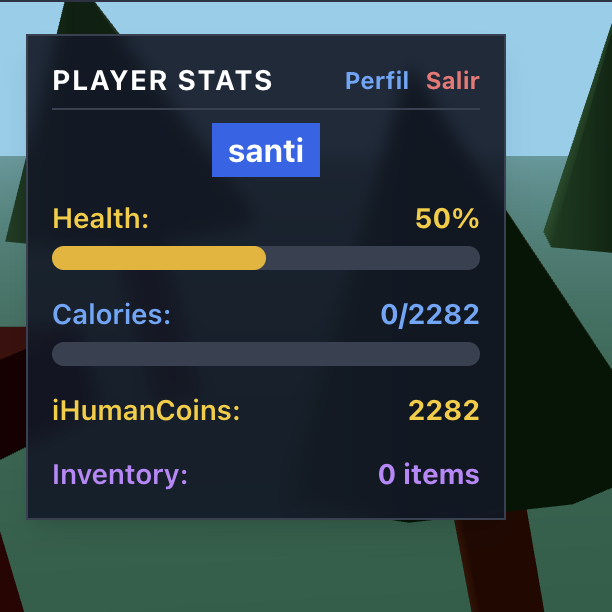 PLAYER STATS Perfil Salir
santi
Health: 50%
Calories: 0/2282
iHumanCoins: 2282
Inventory: 0 items